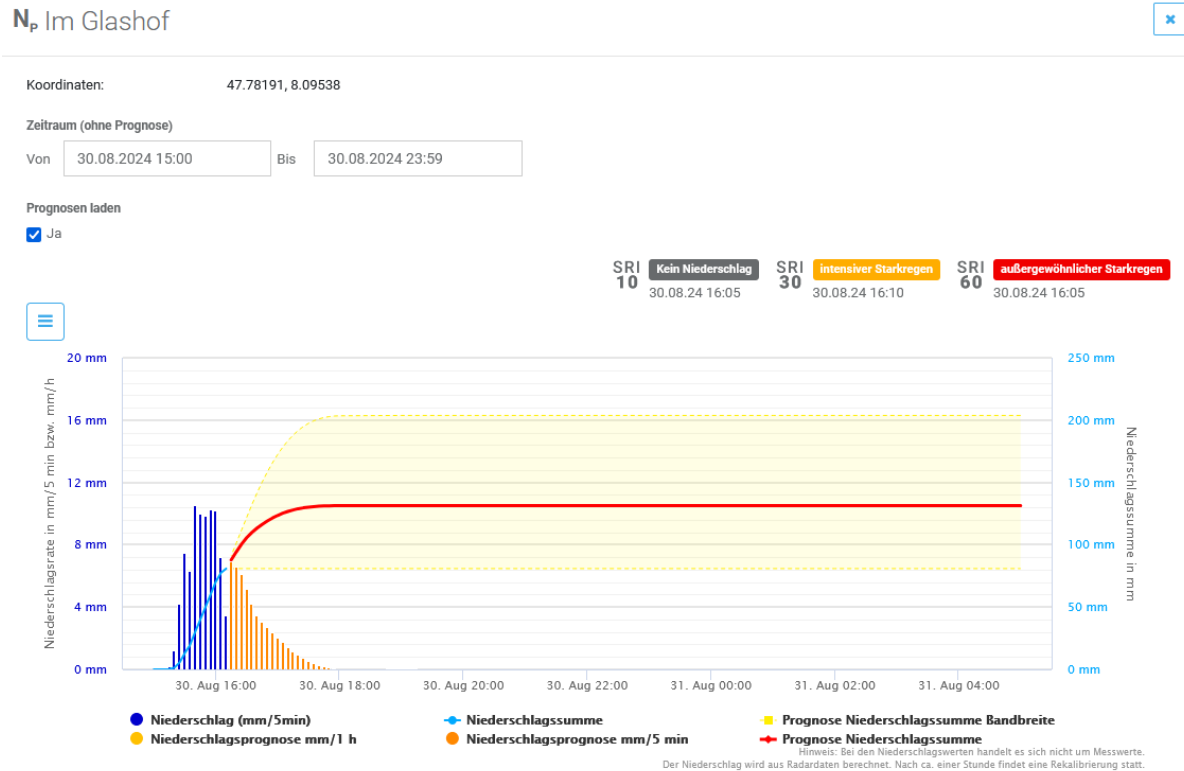 Np Im Glashof
Koordinaten: 47.78191, 8.09538
Zeitraum (ohne Prognose)
Von 30.08.2024 15:00 Bis 30.08.2024 23:59
Prognosen laden
Ja
SRI 10 Kein Niederschlag 30.08.24 16:05
SRI 30 intensiver Starkregen 30.08.24 16:10
SRI 60 außergewöhnlicher Starkregen 30.08.24 16:05
Niederschlagsrate in mm/5 min bzw. mm/h
20 mm
16 mm
12 mm
8 mm
4 mm
0 mm
250 mm
200 mm
150 mm
100 mm
50 mm
0 mm
Niederschlagssumme in mm
30. Aug 16:00 30. Aug 18:00 30. Aug 20:00 30. Aug 22:00 31. Aug 00:00 31. Aug 02:00 31. Aug 04:00
Niederschlag (mm/5min) Niederschlagssumme Prognose Niederschlagssumme Bandbreite
Niederschlagsprognose mm/1 h Niederschlagsprognose mm/5 min Prognose Niederschlagssumme
Hinweis: Bei den Niederschlagswerten handelt es sich nicht um Messwerte.
Der Niederschlag wird aus Radardaten berechnet. Nach ca. einer Stunde findet eine Rekalibrierung statt.